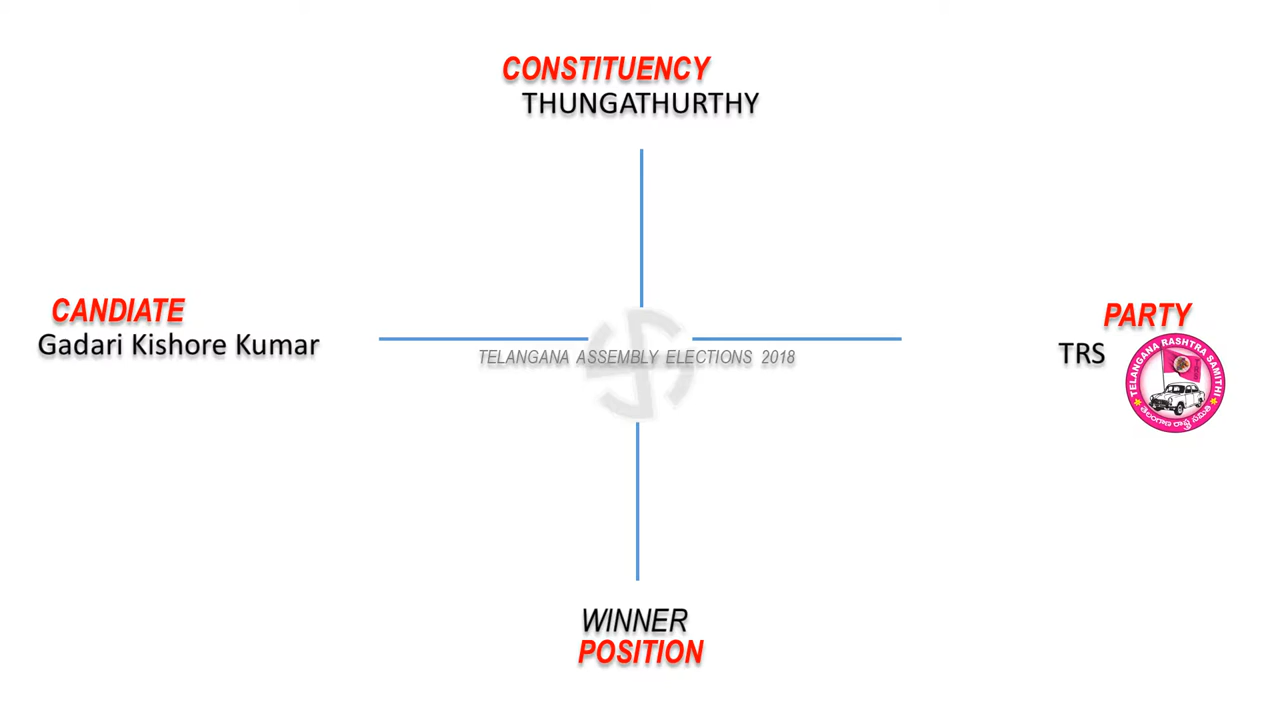 CONSTITUENCY
THUNGATHURTHY
CANDIATE
Gadari Kishore Kumar
TELANGANA ASSEMBLY ELECTIONS 2018
PARTY
TRS
TELANGANA RASHTRA SAMITHI
WINNER
POSITION